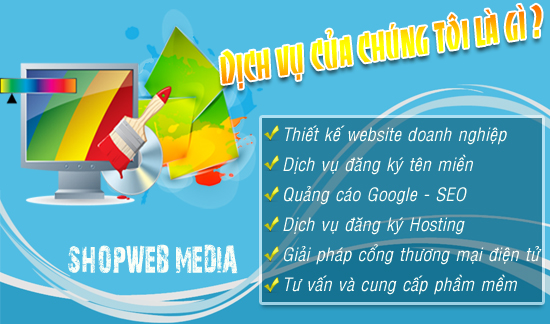 Dịch vụ của chúng tôi là gì ?
Thiết kế website doanh nghiệp
Dịch vụ đăng ký tên miền
Quảng cáo Google - SEO
Dịch vụ đăng ký Hosting
Giải pháp cổng thương mại điện tử
Tư vấn và cung cấp phầm mềm
SHOPWEB MEDIA